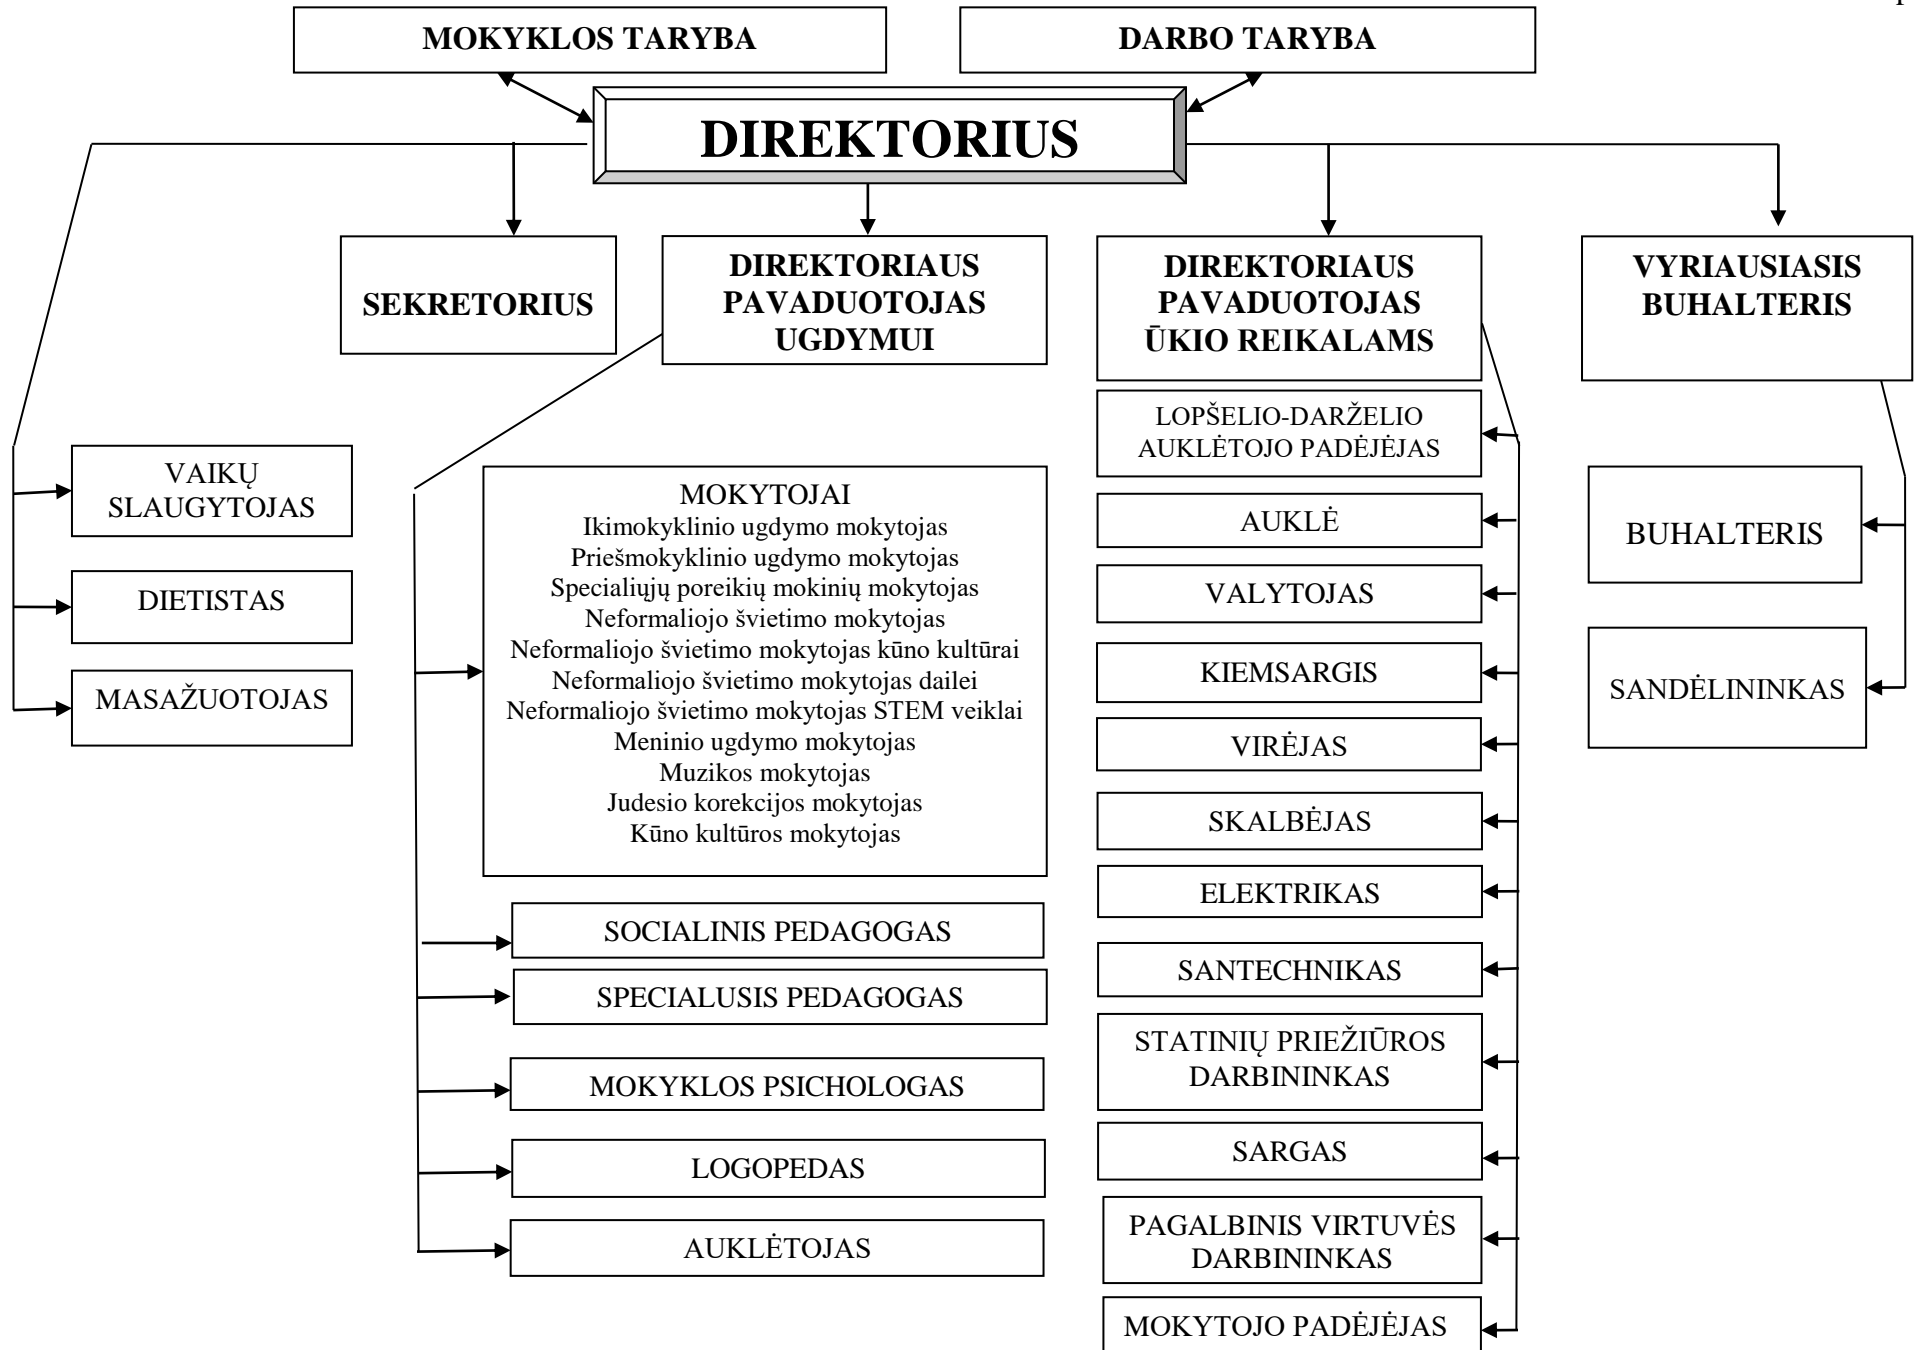 MOKYKLOS TARYBA
DARBO TARYBA
DIREKTORIUS
SEKRETORIUS
DIREKTORIAUS
PAVADUOTOJAS
UGDYMUI
DIREKTORIAUS
PAVADUOTOJAS
ŪKIO REIKALAMS
VYRIAUSIASIS
BUHALTERIS
VAIKŲ
SLAUGYTOJAS
DIETISTAS
MASAŽUOTOJAS
MOKYTOJAI
Ikimokyklinio ugdymo mokytojas
Priešmokyklinio ugdymo mokytojas
Specialiųjų poreikių mokinių mokytojas
Neformaliojo švietimo mokytojas
Neformaliojo švietimo mokytojas kūno kultūrai
Neformaliojo švietimo mokytojas dailei
Neformaliojo švietimo mokytojas STEM veiklai
Meninio ugdymo mokytojas
Muzikos mokytojas
Judesio korekcijos mokytojas
Kūno kultūros mokytojas
SOCIALINIS PEDAGOGAS
SPECIALUSIS PEDAGOGAS
MOKYKLOS PSICHOLOGAS
LOGOPEDAS
AUKLĖTOJAS
LOPŠELIO-DARŽELIO
AUKLĖTOJO PADĖJĖJAS
AUKLĖ
VALYTOJAS
KIEMSARGIS
VIRĖJAS
SKALBĖJAS
ELEKTRIKAS
SANTECHNIKAS
STATINIŲ PRIEŽIŪROS
DARBININKAS
SARGAS
PAGALBINIS VIRTUVĖS
DARBININKAS
MOKYTOJO PADĖJĖJAS
BUHALTERIS
SANDĖLININKAS